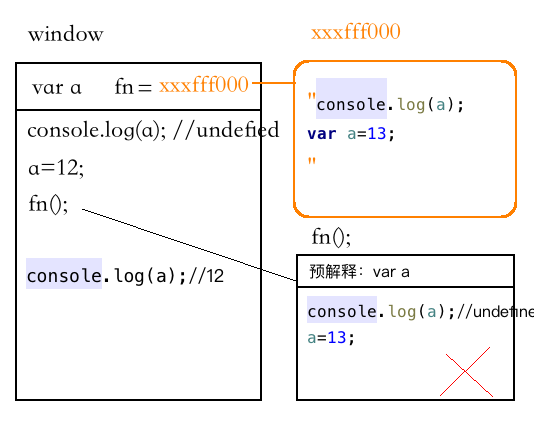 window
var a fn = xxxfff000
console.log(a); //undefied
a=12;
fn();
console.log(a);//12
xxxfff000
"console.log(a);
var a=13;
"
fn();
预解释：var a
console.log(a);//undefine
a=13;